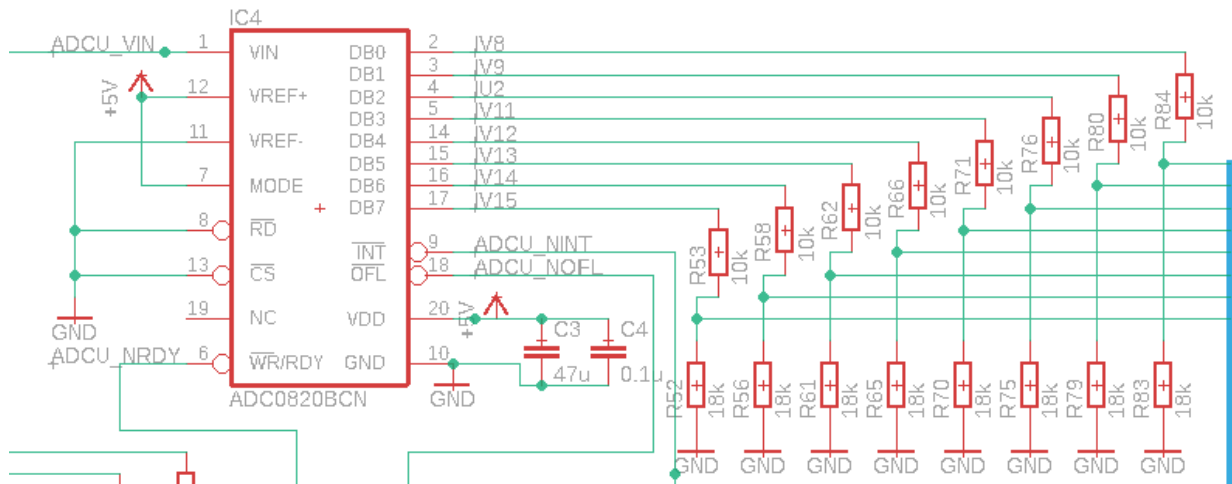 IC4
ADCU_VIN 1 VIN DB0 2 IV8
DB1 3 IV9
+5V 12 VREF+ DB2 4 IU2
DB3 5 IV11
11 VREF- DB4 14 IV12
DB5 15 IV13
7 MODE DB6 16 IV14
DB7 17 IV15
8 RD
INT 9 ADCU_NINT
13 CS OFL 18 ADCU_NOFL
19 NC VDD 20 +5V
GND
ADCU_NRDY 6 WR/RDY GND 10 GND
ADC0820BCN
C3 47u
C4 0.1u
R53 10k
R58 10k
R62 10k
R66 10k
R71 10k
R76 10k
R80 10k
R84 10k
R52 18k
R56 18k
R61 18k
R65 18k
R70 18k
R75 18k
R79 18k
R83 18k
GND GND GND GND GND GND GND GND